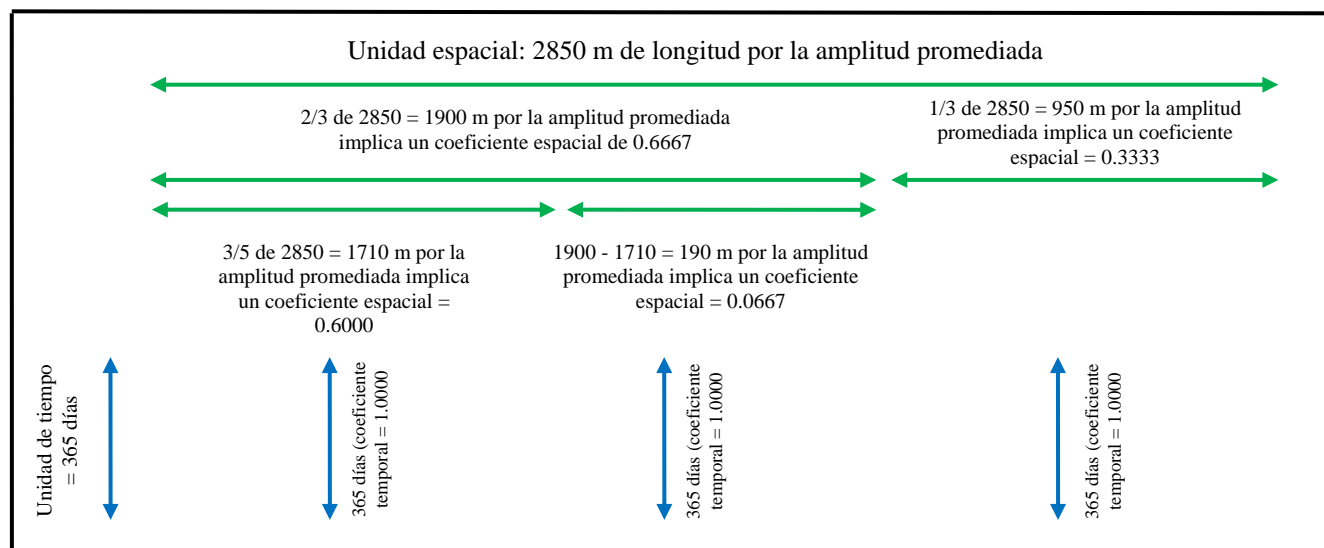 Unidad espacial: 2850 m de longitud por la amplitud promediada
2/3 de 2850 = 1900 m por la amplitud promediada
implica un coeficiente espacial de 0.6667
1/3 de 2850 = 950 m por la amplitud
promediada implica un coeficiente
espacial = 0.3333
3/5 de 2850 = 1710 m por la
amplitud promediada implica
un coeficiente espacial =
0.6000
1900 - 1710 = 190 m por la amplitud
promediada implica un coeficiente
espacial = 0.0667
Unidad de tiempo
= 365 días
365 días (coeficiente
temporal = 1.0000
365 días (coeficiente
temporal = 1.0000
365 días (coeficiente
temporal = 1.0000